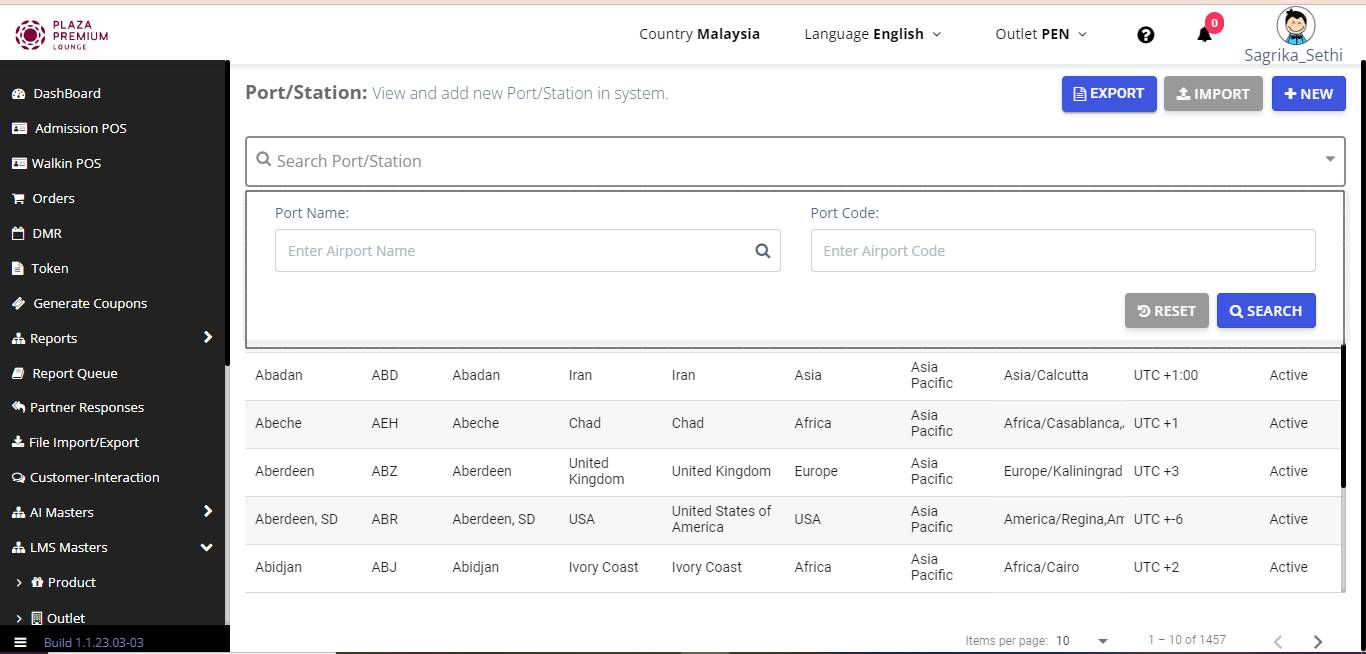 PLAZA
PREMIUM
LOUNGE
Country Malaysia
Language English
Outlet PEN
0
Sagrika_Sethi
DashBoard
Admission POS
Walkin POS
Orders
DMR
Token
Generate Coupons
Reports
Report Queue
Partner Responses
File Import/Export
Customer-Interaction
AI Masters
LMS Masters
Product
Outlet
Build 1.1.23.03-03
Port/Station: View and add new Port/Station in system.
EXPORT
IMPORT
NEW
Search Port/Station
Port Name:
Port Code:
Enter Airport Name
Enter Airport Code
RESET
SEARCH
Abadan ABD Abadan Iran Iran Asia Asia Pacific Asia/Calcutta UTC +1:00 Active
Abeche AEH Abeche Chad Chad Africa Asia Pacific Africa/Casablanca, UTC +1 Active
Aberdeen ABZ Aberdeen United Kingdom United Kingdom Europe Asia Pacific Europe/Kaliningrad UTC +3 Active
Aberdeen, SD ABR Aberdeen, SD USA United States of America USA Asia Pacific America/Regina,Am UTC +-6 Active
Abidjan ABJ Abidjan Ivory Coast Ivory Coast Africa Asia Pacific Africa/Cairo UTC +2 Active
Items per page: 10
1 – 10 of 1457